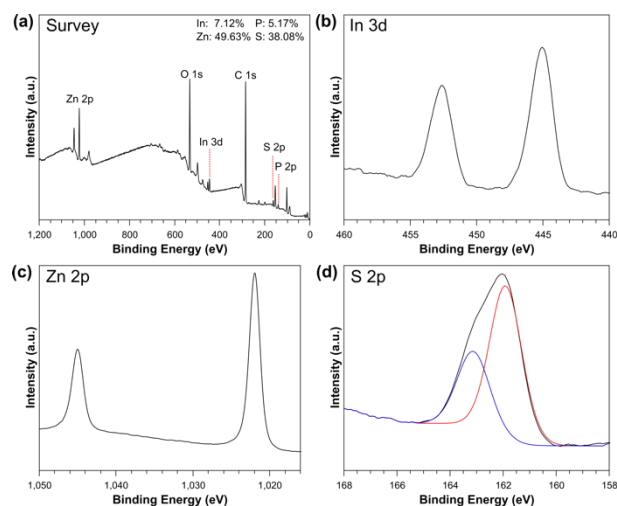 (a) Survey
In: 7.12% P: 5.17%
Zn: 49.63% S: 38.08%
O 1s
C 1s
Zn 2p
In 3d
S 2p
P 2p
Intensity (a.u.)
1,200 1,000 800 600 400 200 0
Binding Energy (eV)
(b) In 3d
Intensity (a.u.)
460 455 450 445 440
Binding Energy (eV)
(c) Zn 2p
Intensity (a.u.)
1,050 1,040 1,030 1,020
Binding Energy (eV)
(d) S 2p
Intensity (a.u.)
168 166 164 162 160 158
Binding Energy (eV)